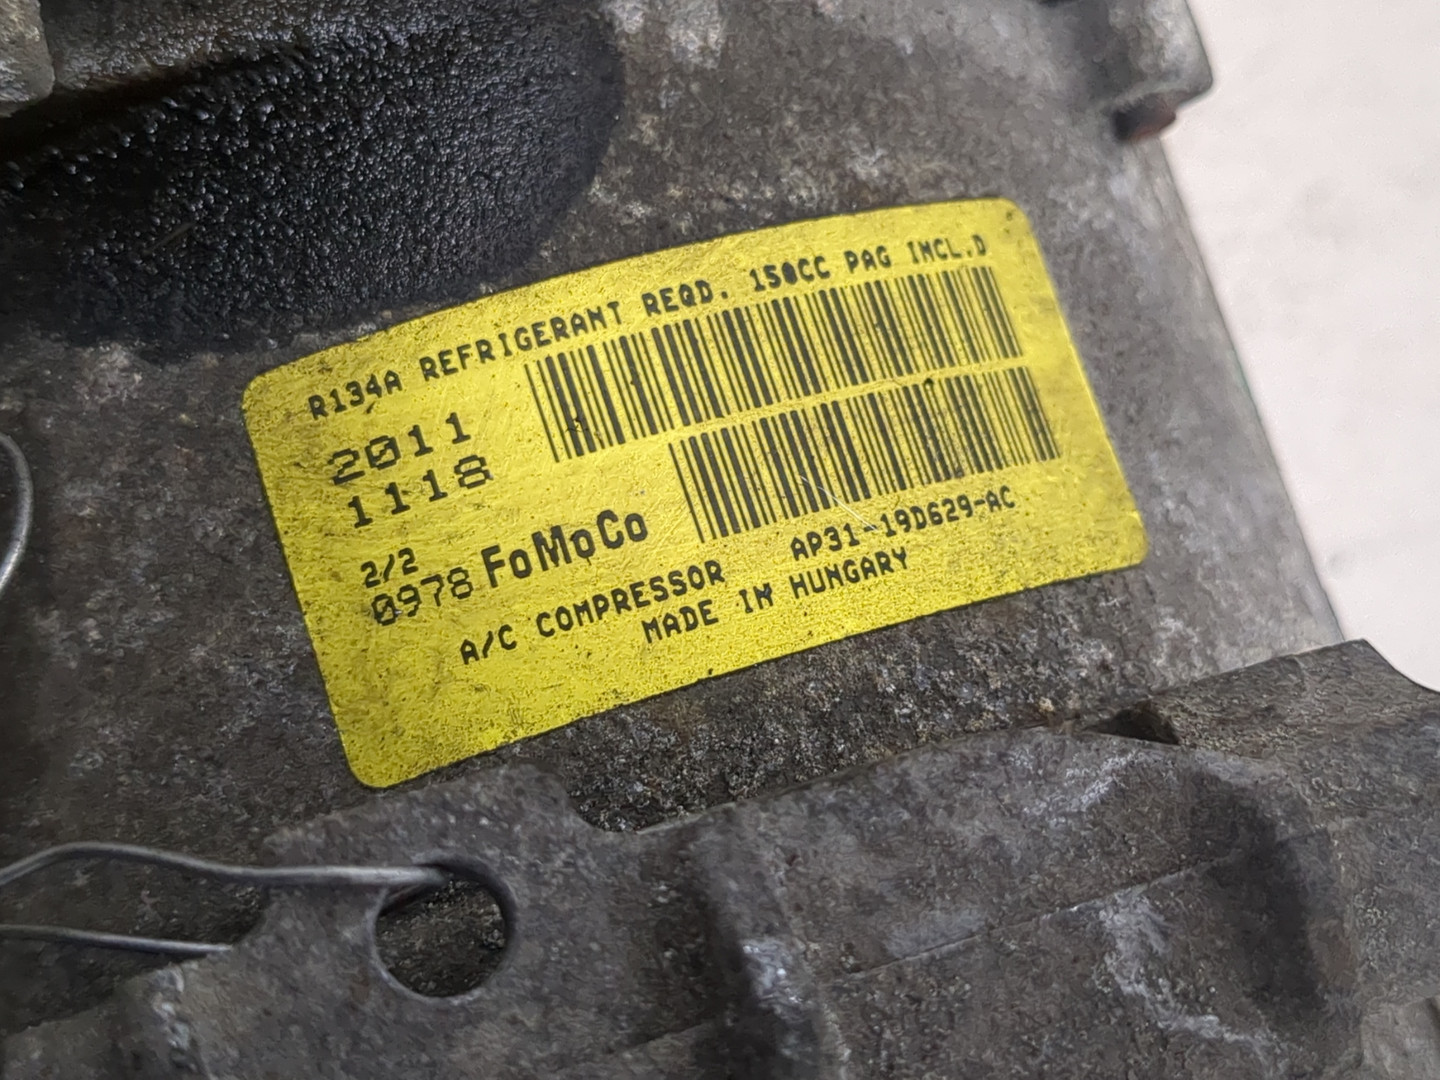 R134A REFRIGERANT REQD. 150CC PAG INCL.D
2011
1118
2/2
0978 FoMoCo
A/C COMPRESSOR AP31-19D629-AC
MADE IN HUNGARY